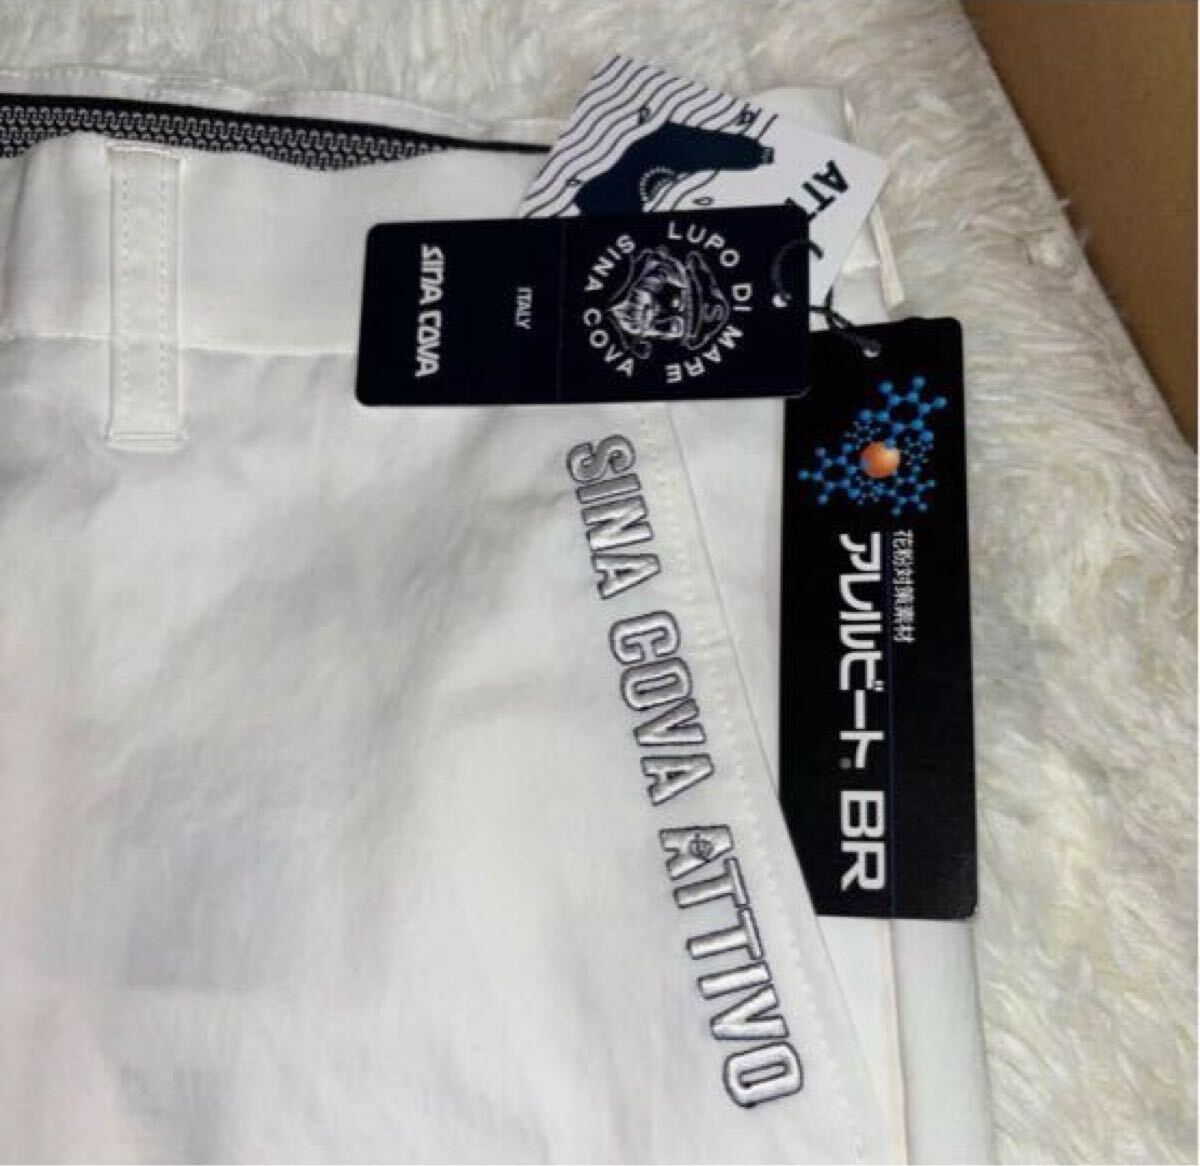 ATT
SINA COVA
ITALY
LUPO DI MARE
SINA COVA
S
花粉対策素材
アレルビート® BR
SINA COVA ATTIVO